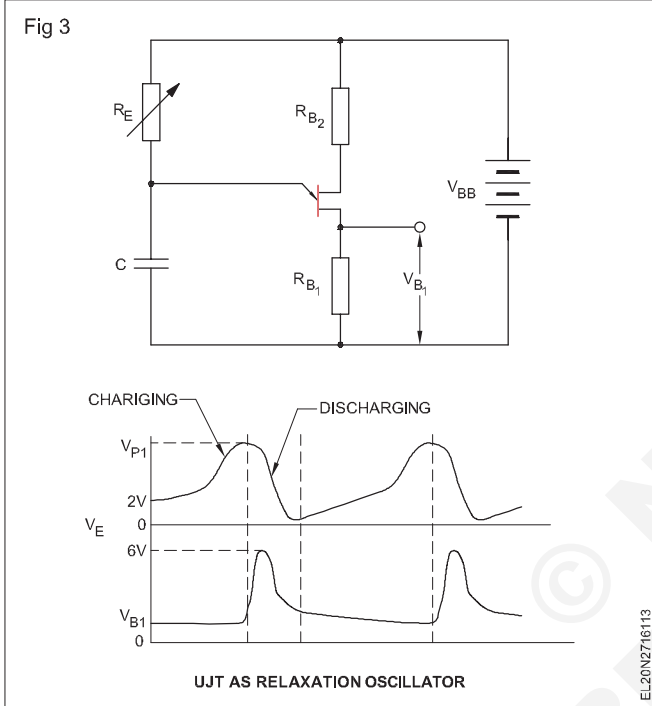 Fig 3
R_E
R_B2
V_BB
C
R_B1
V_B1
CHARIGING
DISCHARGING
V_P1
2V
V_E
0
6V
V_B1
0
UJT AS RELAXATION OSCILLATOR
EL20N2716113
©